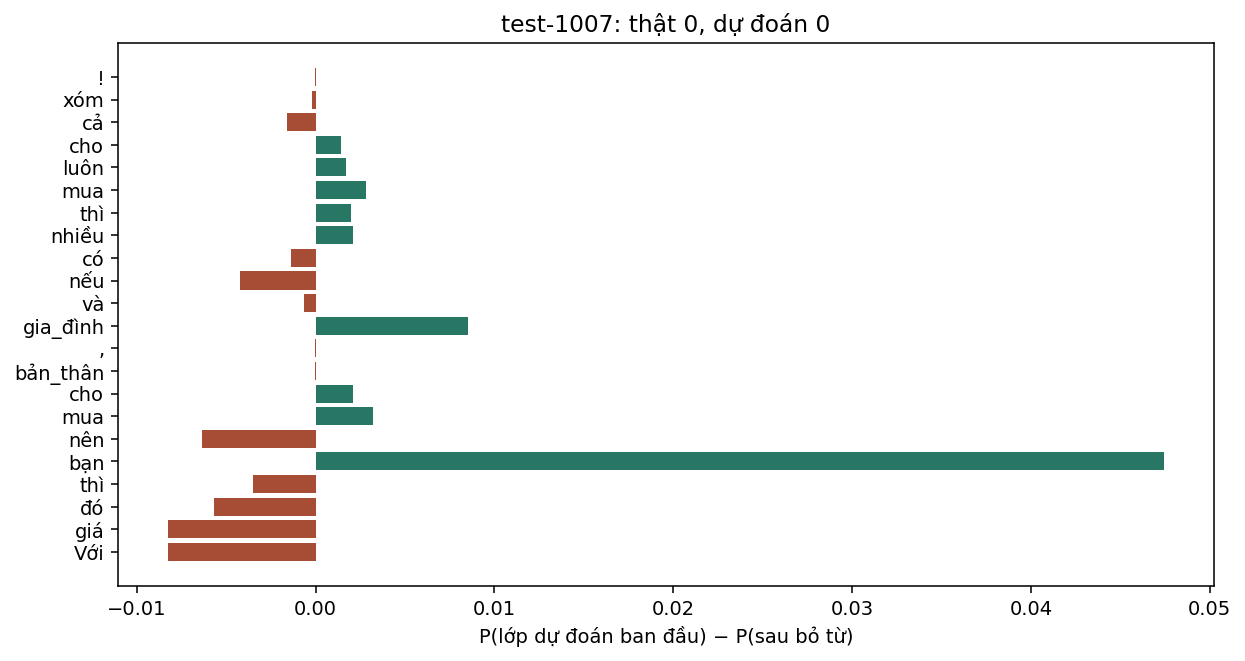 test-1007: thật 0, dự đoán 0
!
xóm
cả
cho
luôn
mua
thì
nhiều
có
nếu
và
gia_đình
,
bản_thân
cho
mua
nên
bạn
thì
đó
giá
Với
−0.01 0.00 0.01 0.02 0.03 0.04 0.05
P(lớp dự đoán ban đầu) − P(sau bỏ từ)